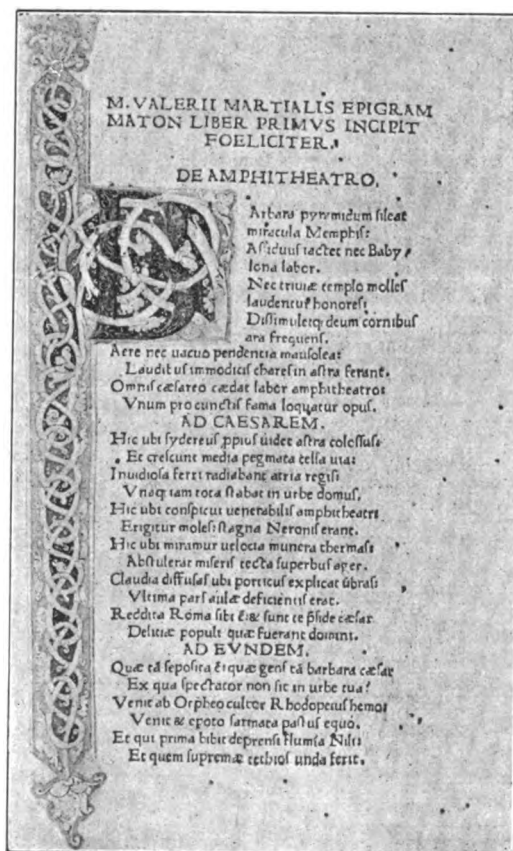 M. VALERII MARTIALIS EPIGRAM
MATON LIBER PRIMVS INCIPIT
FOELICITER.
DE AMPHITHEATRO.
BArbara pyrymidum sileat
miracula Memphis:
Assiduus iactet nec Baby
lona labor.
Nec triuiæ templo molles
laudentur honores:
Dissimuletq; deum cornibus
ara frequens.
Aere nec uacuo pendentia mausolea:
Laudibus immodicis chares in astra ferant.
Omnis cæsareo cædat labor amphitheatro:
Vnum pro cunctis fama loquatur opus.
AD CAESAREM.
Hic ubi sydereus ppius uidet astra colossus:
Et crescunt media pegmata celsa uia:
Inuidiosa feri radiabant atria regis:
Vnaq; iam tota stabat in urbe domus.
Hic ubi conspicui uenerabilis amphitheatri
Erigitur moles: stagna Neronis erant.
Hic ubi miramur uelocia munera thermas:
Abstulerat miseris tecta superbus ager.
Claudia diffusas ubi porticus explicat ūbras:
Vltima pars aulæ deficientis erat.
Reddita Roma sibi ē: & sunt te pside cæsar
Deliciæ populi quæ fuerant domini.
AD EVNDEM.
Quæ tā seposita ē: quæ gens tā barbara cæsar
Ex qua spectator non sit in urbe tua?
Venit ab Orpheo cultor Rhodopeius hemo:
Venit & epoto sarmata pastus equo.
Et qui prima bibit deprensi flumīa Nili:
Et quem supremæ tethios unda ferit.